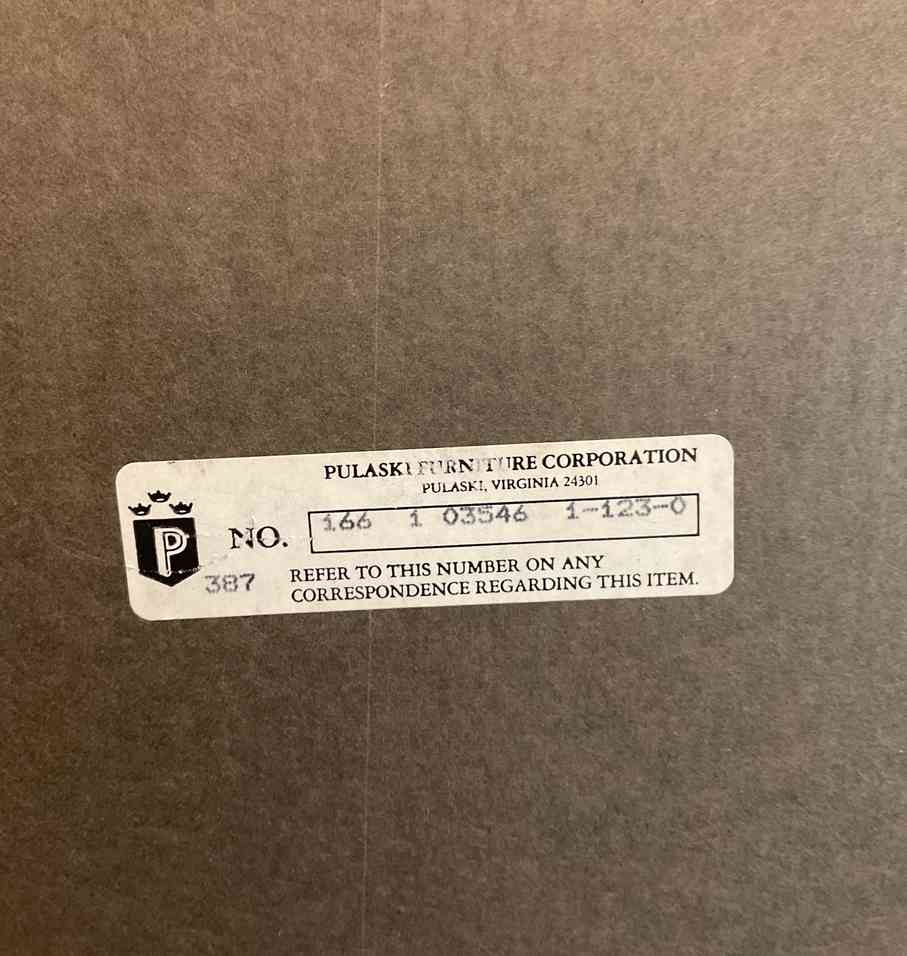 PULASKI FURNITURE CORPORATION
PULASKI, VIRGINIA 24301
P
NO. 166 1 03546 1-123-0
387
REFER TO THIS NUMBER ON ANY
CORRESPONDENCE REGARDING THIS ITEM.